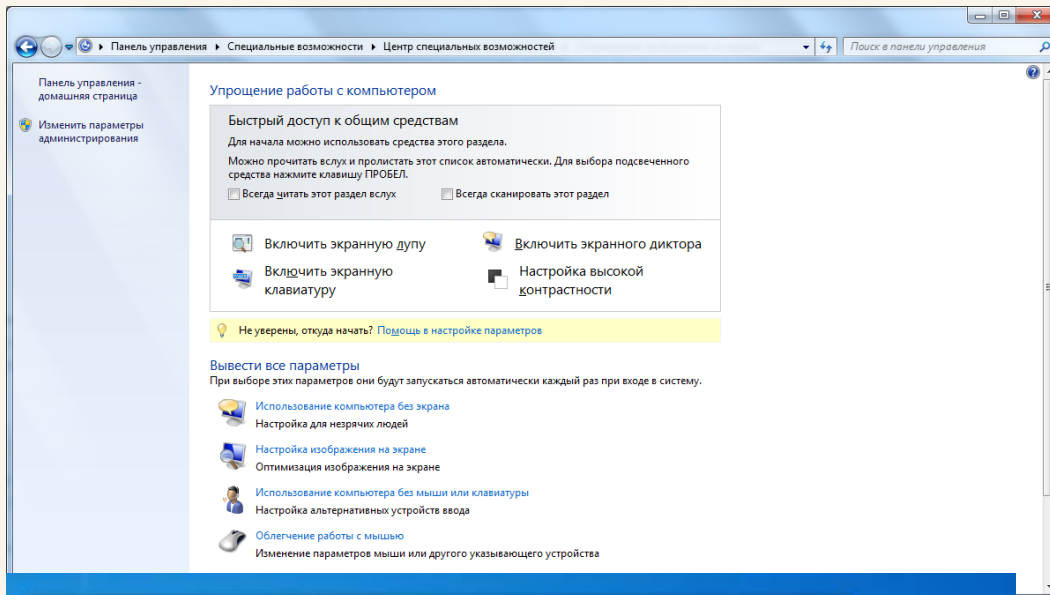 Панель управления ▸ Специальные возможности ▸ Центр специальных возможностей
Поиск в панели управления
Панель управления -
домашняя страница
Изменить параметры
администрирования
Упрощение работы с компьютером
Быстрый доступ к общим средствам
Для начала можно использовать средства этого раздела.
Можно прочитать вслух и пролистать этот список автоматически. Для выбора подсвеченного
средства нажмите клавишу ПРОБЕЛ.
Всегда читать этот раздел вслух
Всегда сканировать этот раздел
Включить экранную лупу
Включить экранного диктора
Включить экранную
клавиатуру
Настройка высокой
контрастности
Не уверены, откуда начать? Помощь в настройке параметров
Вывести все параметры
При выборе этих параметров они будут запускаться автоматически каждый раз при входе в систему.
Использование компьютера без экрана
Настройка для незрячих людей
Настройка изображения на экране
Оптимизация изображения на экране
Использование компьютера без мыши или клавиатуры
Настройка альтернативных устройств ввода
Облегчение работы с мышью
Изменение параметров мыши или другого указывающего устройства